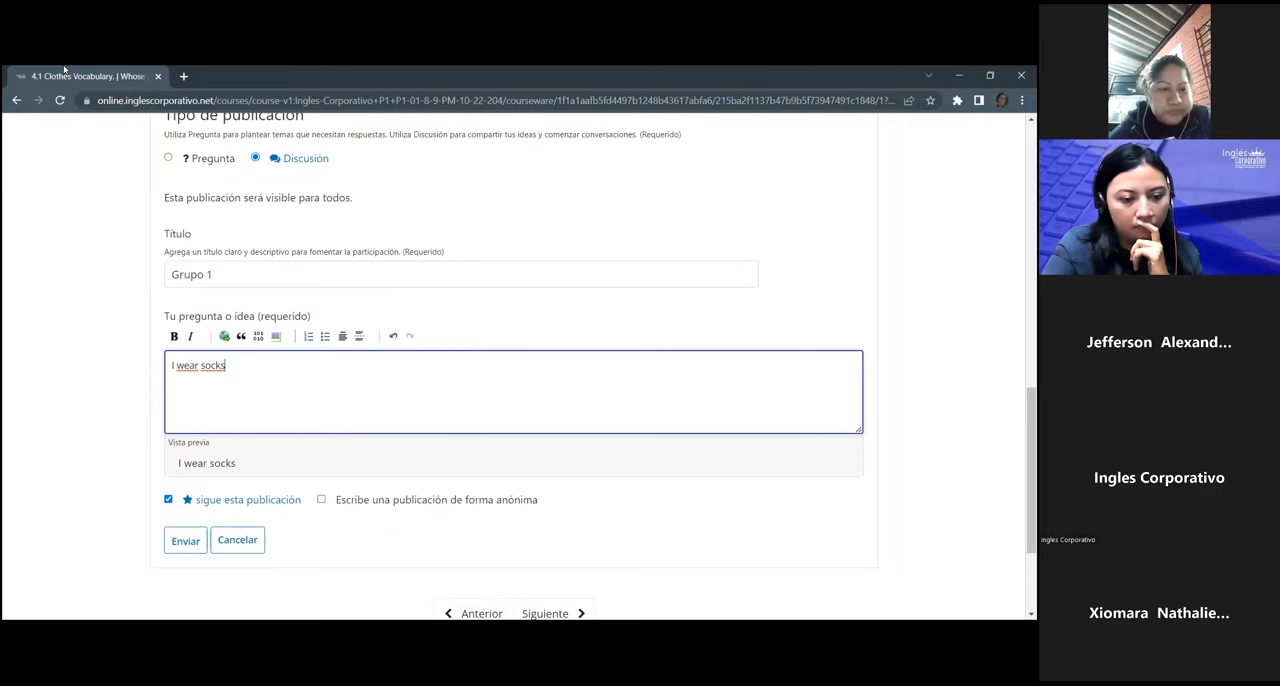 4.1 Clothes Vocabulary. | Whose
online.inglescorporativo.net/courses/course-v1:Ingles-Corporativo+P1+P1-01-8-9-PM-10-22-204/courseware/1f1a1aafb5fd4497b1248b43617abfa6/215ba2f1137b47b9b5f73947491c1848/1?...
Tipo de publicación
Utiliza Pregunta para plantear temas que necesitan respuestas. Utiliza Discusión para compartir tus ideas y comenzar conversaciones. (Requerido)
? Pregunta Discusión
Esta publicación será visible para todos.
Título
Agrega un título claro y descriptivo para fomentar la participación. (Requerido)
Grupo 1
Tu pregunta o idea (requerido)
B I
I wear socks
Vista previa
I wear socks
sigue esta publicación Escribe una publicación de forma anónima
Enviar Cancelar
Anterior Siguiente
Inglés
Corporativo
Jefferson Alexand...
Ingles Corporativo
Ingles Corporativo
Xiomara Nathalie...